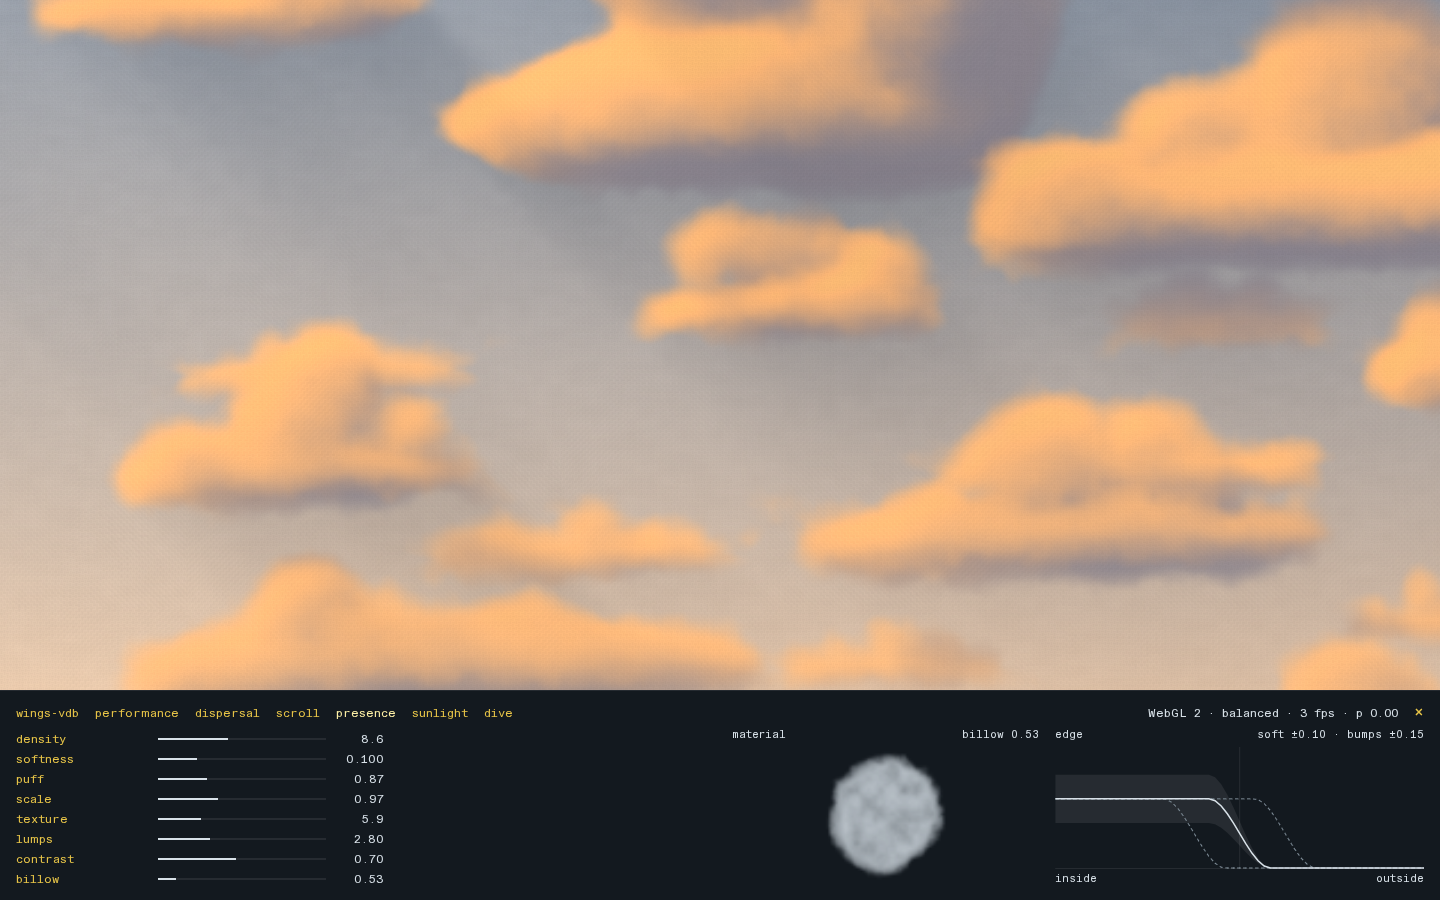 wings-vdb performance dispersal scroll presence sunlight dive
WebGL 2 · balanced · 3 fps · p 0.00 ×
density 8.6
softness 0.100
puff 0.87
scale 0.97
texture 5.9
lumps 2.80
contrast 0.70
billow 0.53
material billow 0.53
edge soft ±0.10 · bumps ±0.15
inside outside